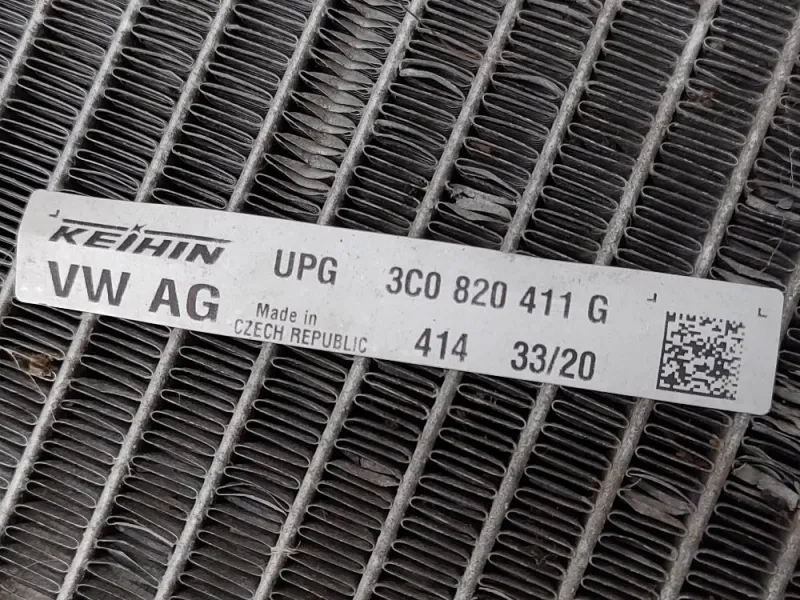 KEIHIN UPG 3C0 820 411 G
VW AG Made in
CZECH REPUBLIC 414 33/20